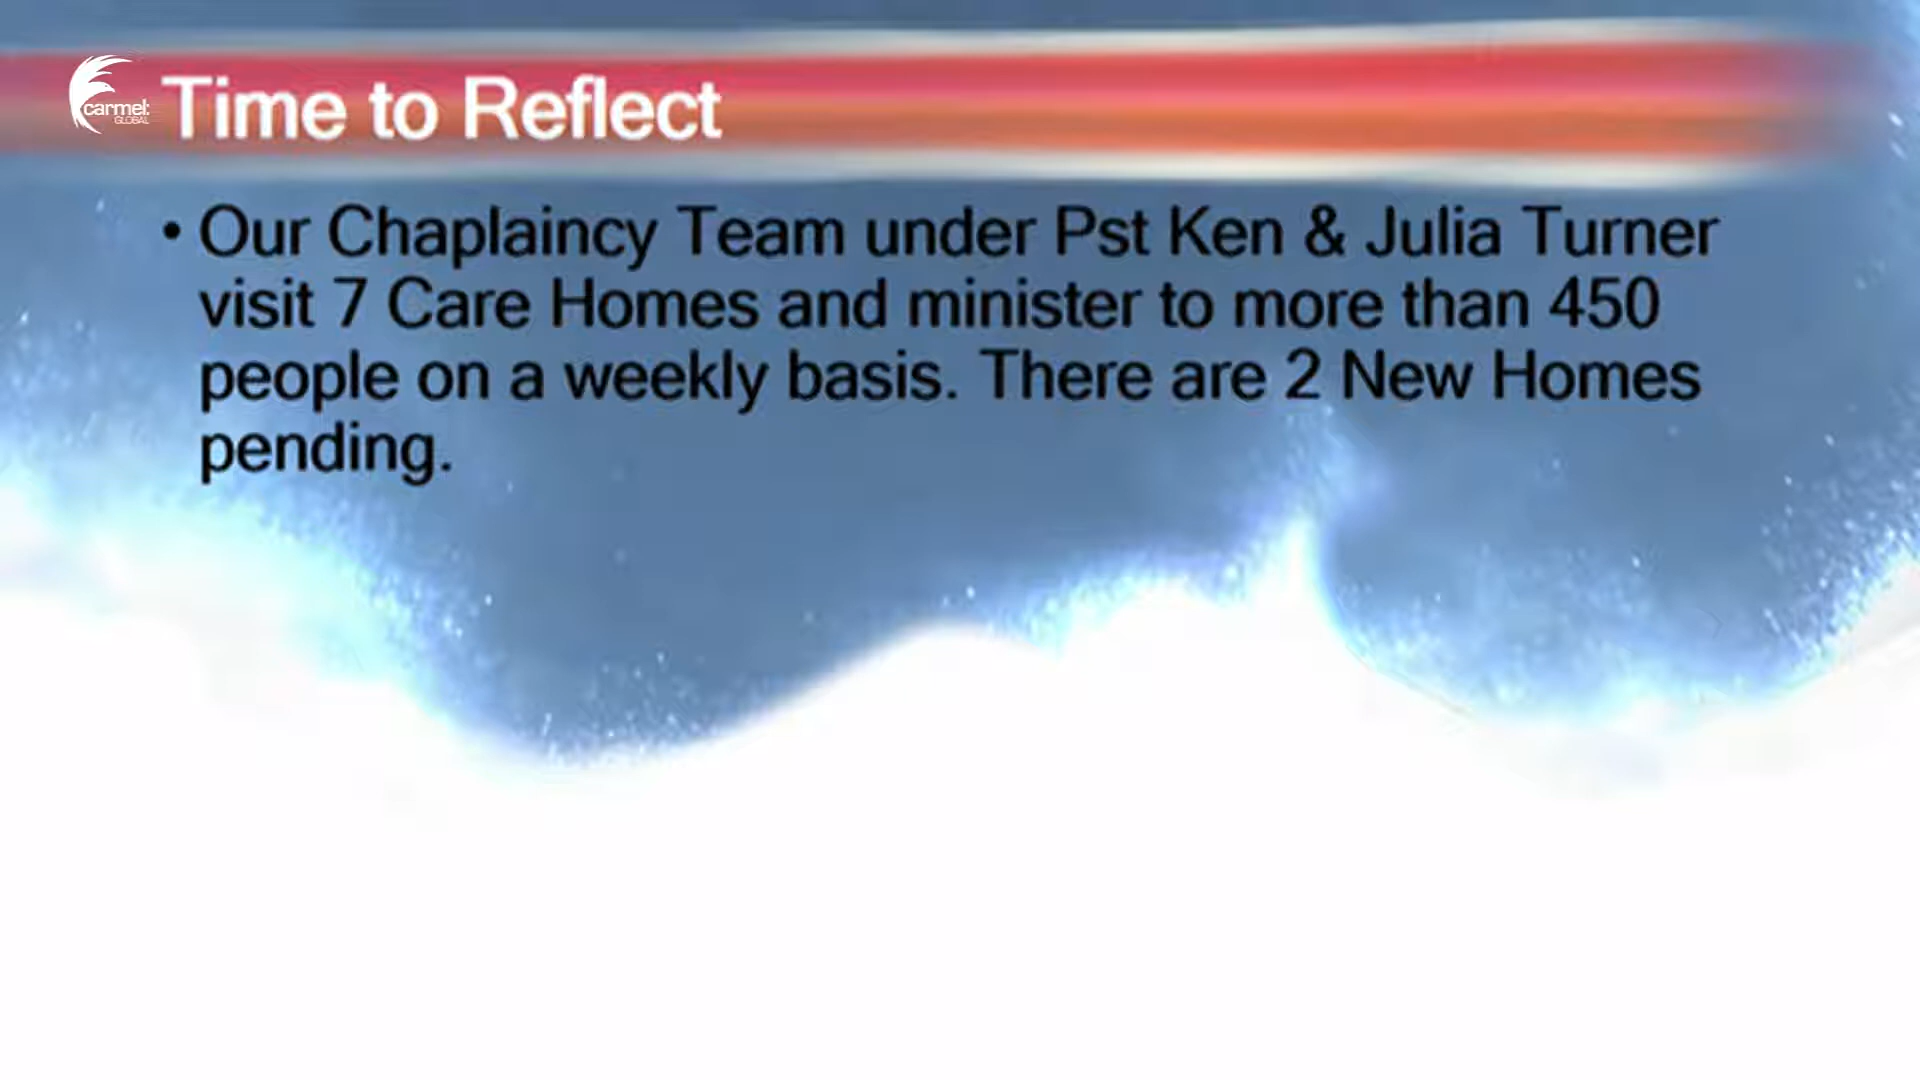 carmel:
GLOBAL
Time to Reflect
• Our Chaplaincy Team under Pst Ken & Julia Turner
visit 7 Care Homes and minister to more than 450
people on a weekly basis. There are 2 New Homes
pending.